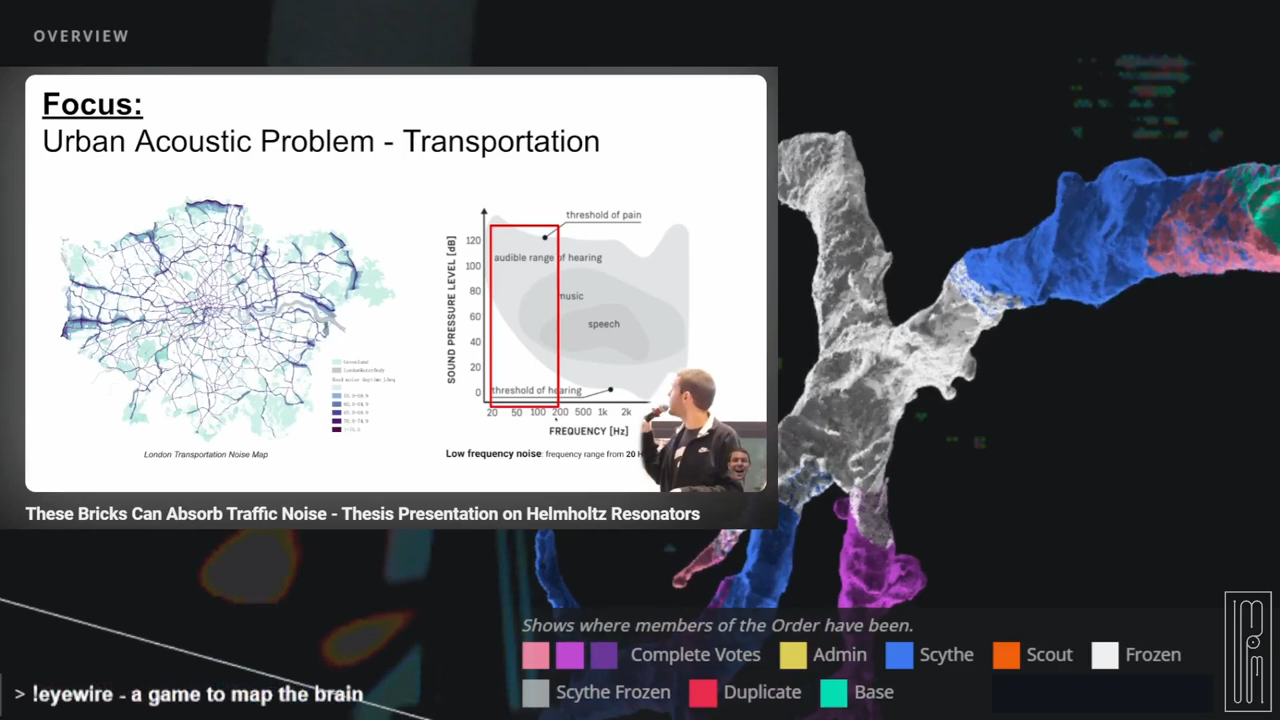 OVERVIEW
Focus:
Urban Acoustic Problem - Transportation
threshold of pain
120
audible range of hearing
100
80
music
60
speech
40
20
threshold of hearing
0
SOUND PRESSURE LEVEL [dB]
20 50 100 200 500 1k 2k
FREQUENCY [Hz]
London Transportation Noise Map
Low frequency noise: frequency range from 20 H
These Bricks Can Absorb Traffic Noise - Thesis Presentation on Helmholtz Resonators
Shows where members of the Order have been.
Complete Votes Admin Scythe Scout Frozen
Scythe Frozen Duplicate Base
> !eyewire - a game to map the brain